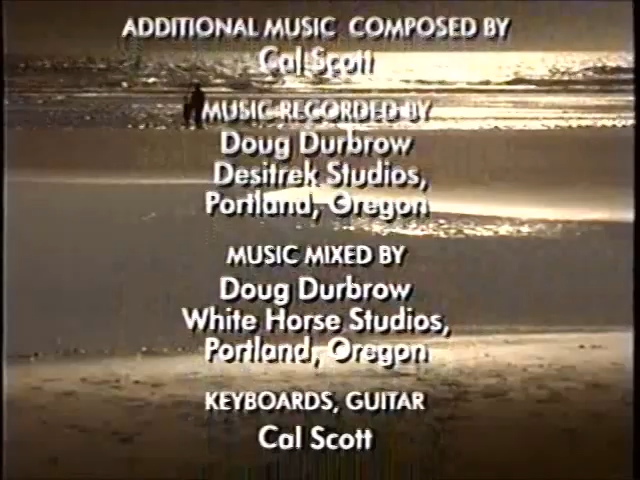 ADDITIONAL MUSIC COMPOSED BY
Cal Scott
MUSIC RECORDED BY
Doug Durbrow
Desitrek Studios,
Portland, Oregon
MUSIC MIXED BY
Doug Durbrow
White Horse Studios,
Portland, Oregon
KEYBOARDS, GUITAR
Cal Scott